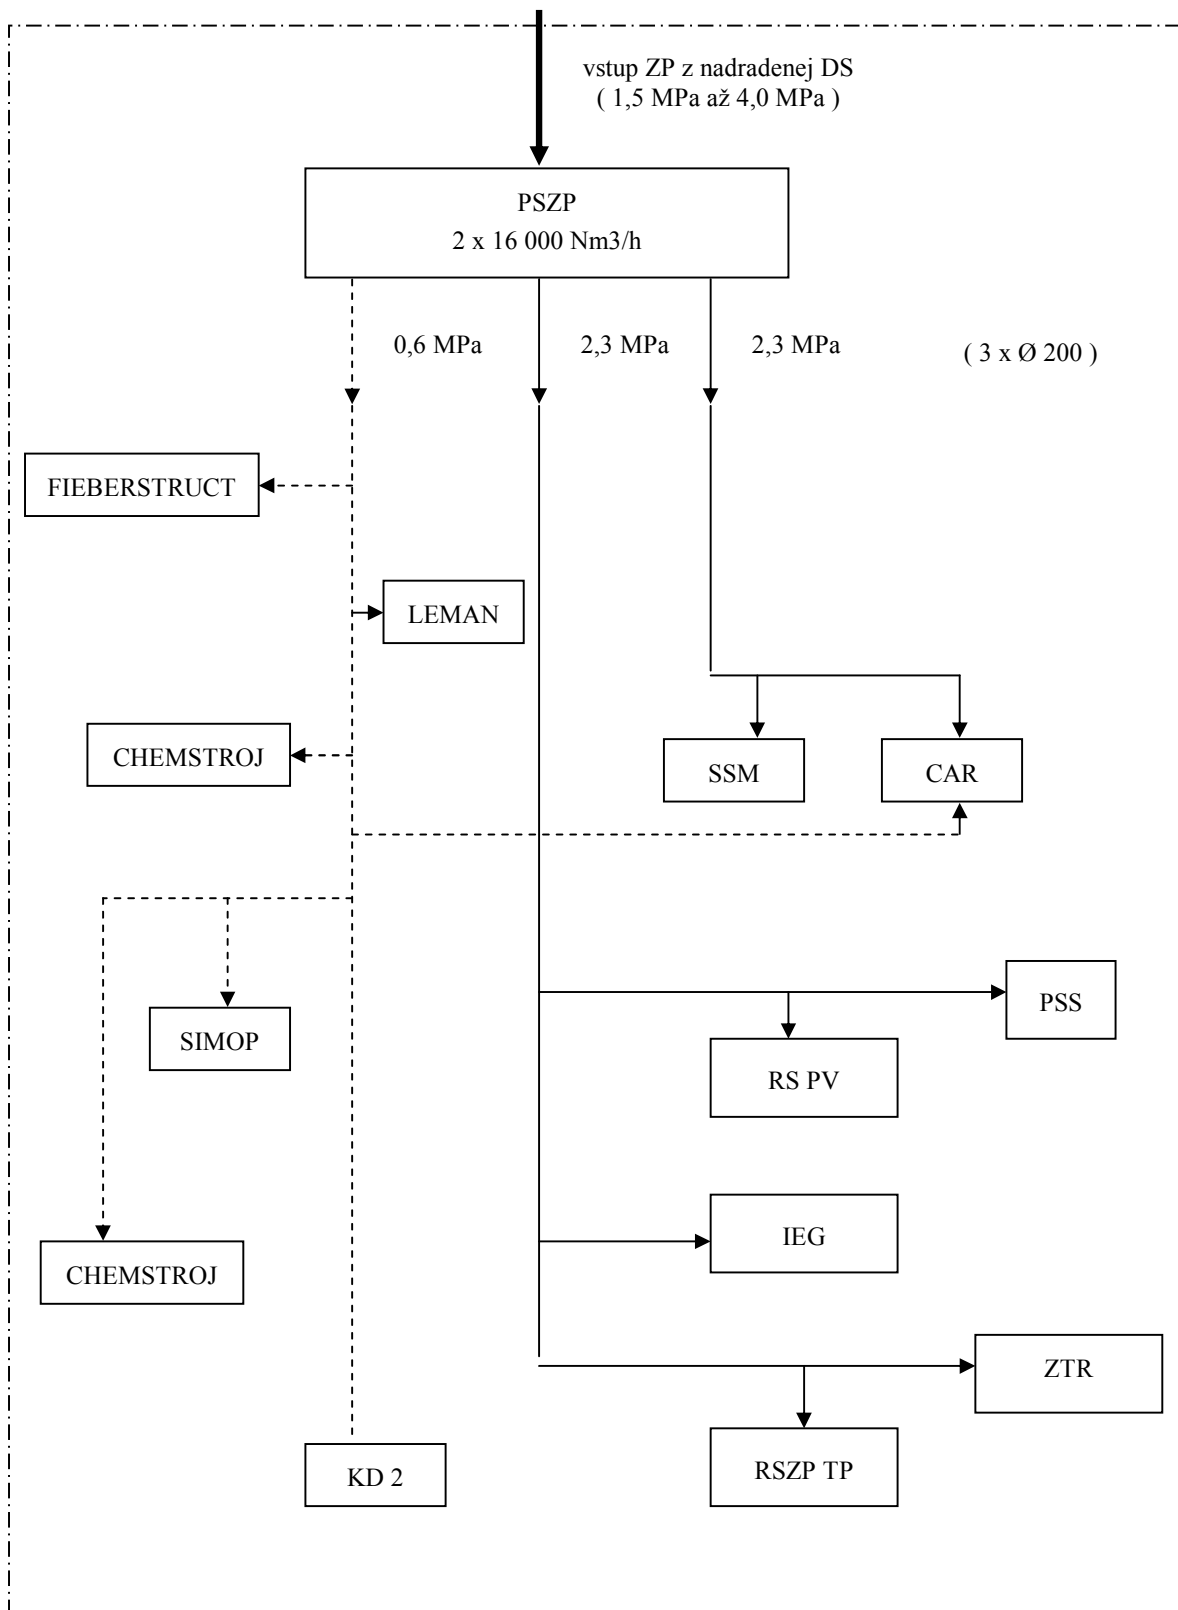 vstup ZP z nadradenej DS
( 1,5 MPa až 4,0 MPa )
PSZP
2 x 16 000 Nm3/h
0,6 MPa
2,3 MPa
2,3 MPa
( 3 x Ø 200 )
FIEBERSTRUCT
LEMAN
CHEMSTROJ
SSM
CAR
PSS
SIMOP
RS PV
IEG
CHEMSTROJ
ZTR
RSZP TP
KD 2